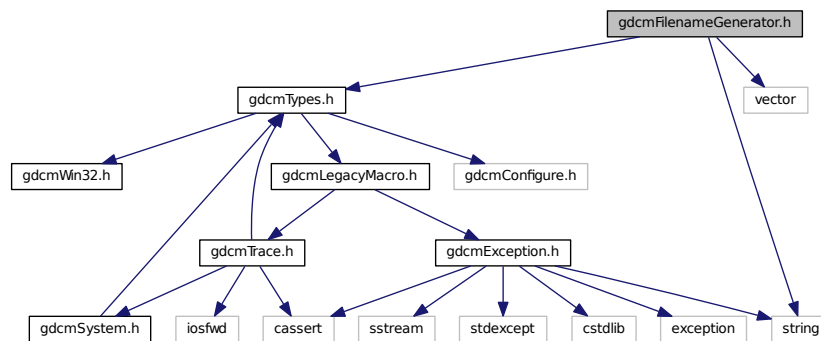 gdcmFilenameGenerator.h
gdcmTypes.h
vector
gdcmWin32.h
gdcmLegacyMacro.h
gdcmConfigure.h
gdcmTrace.h
gdcmException.h
gdcmSystem.h
iosfwd
cassert
sstream
stdexcept
cstdlib
exception
string